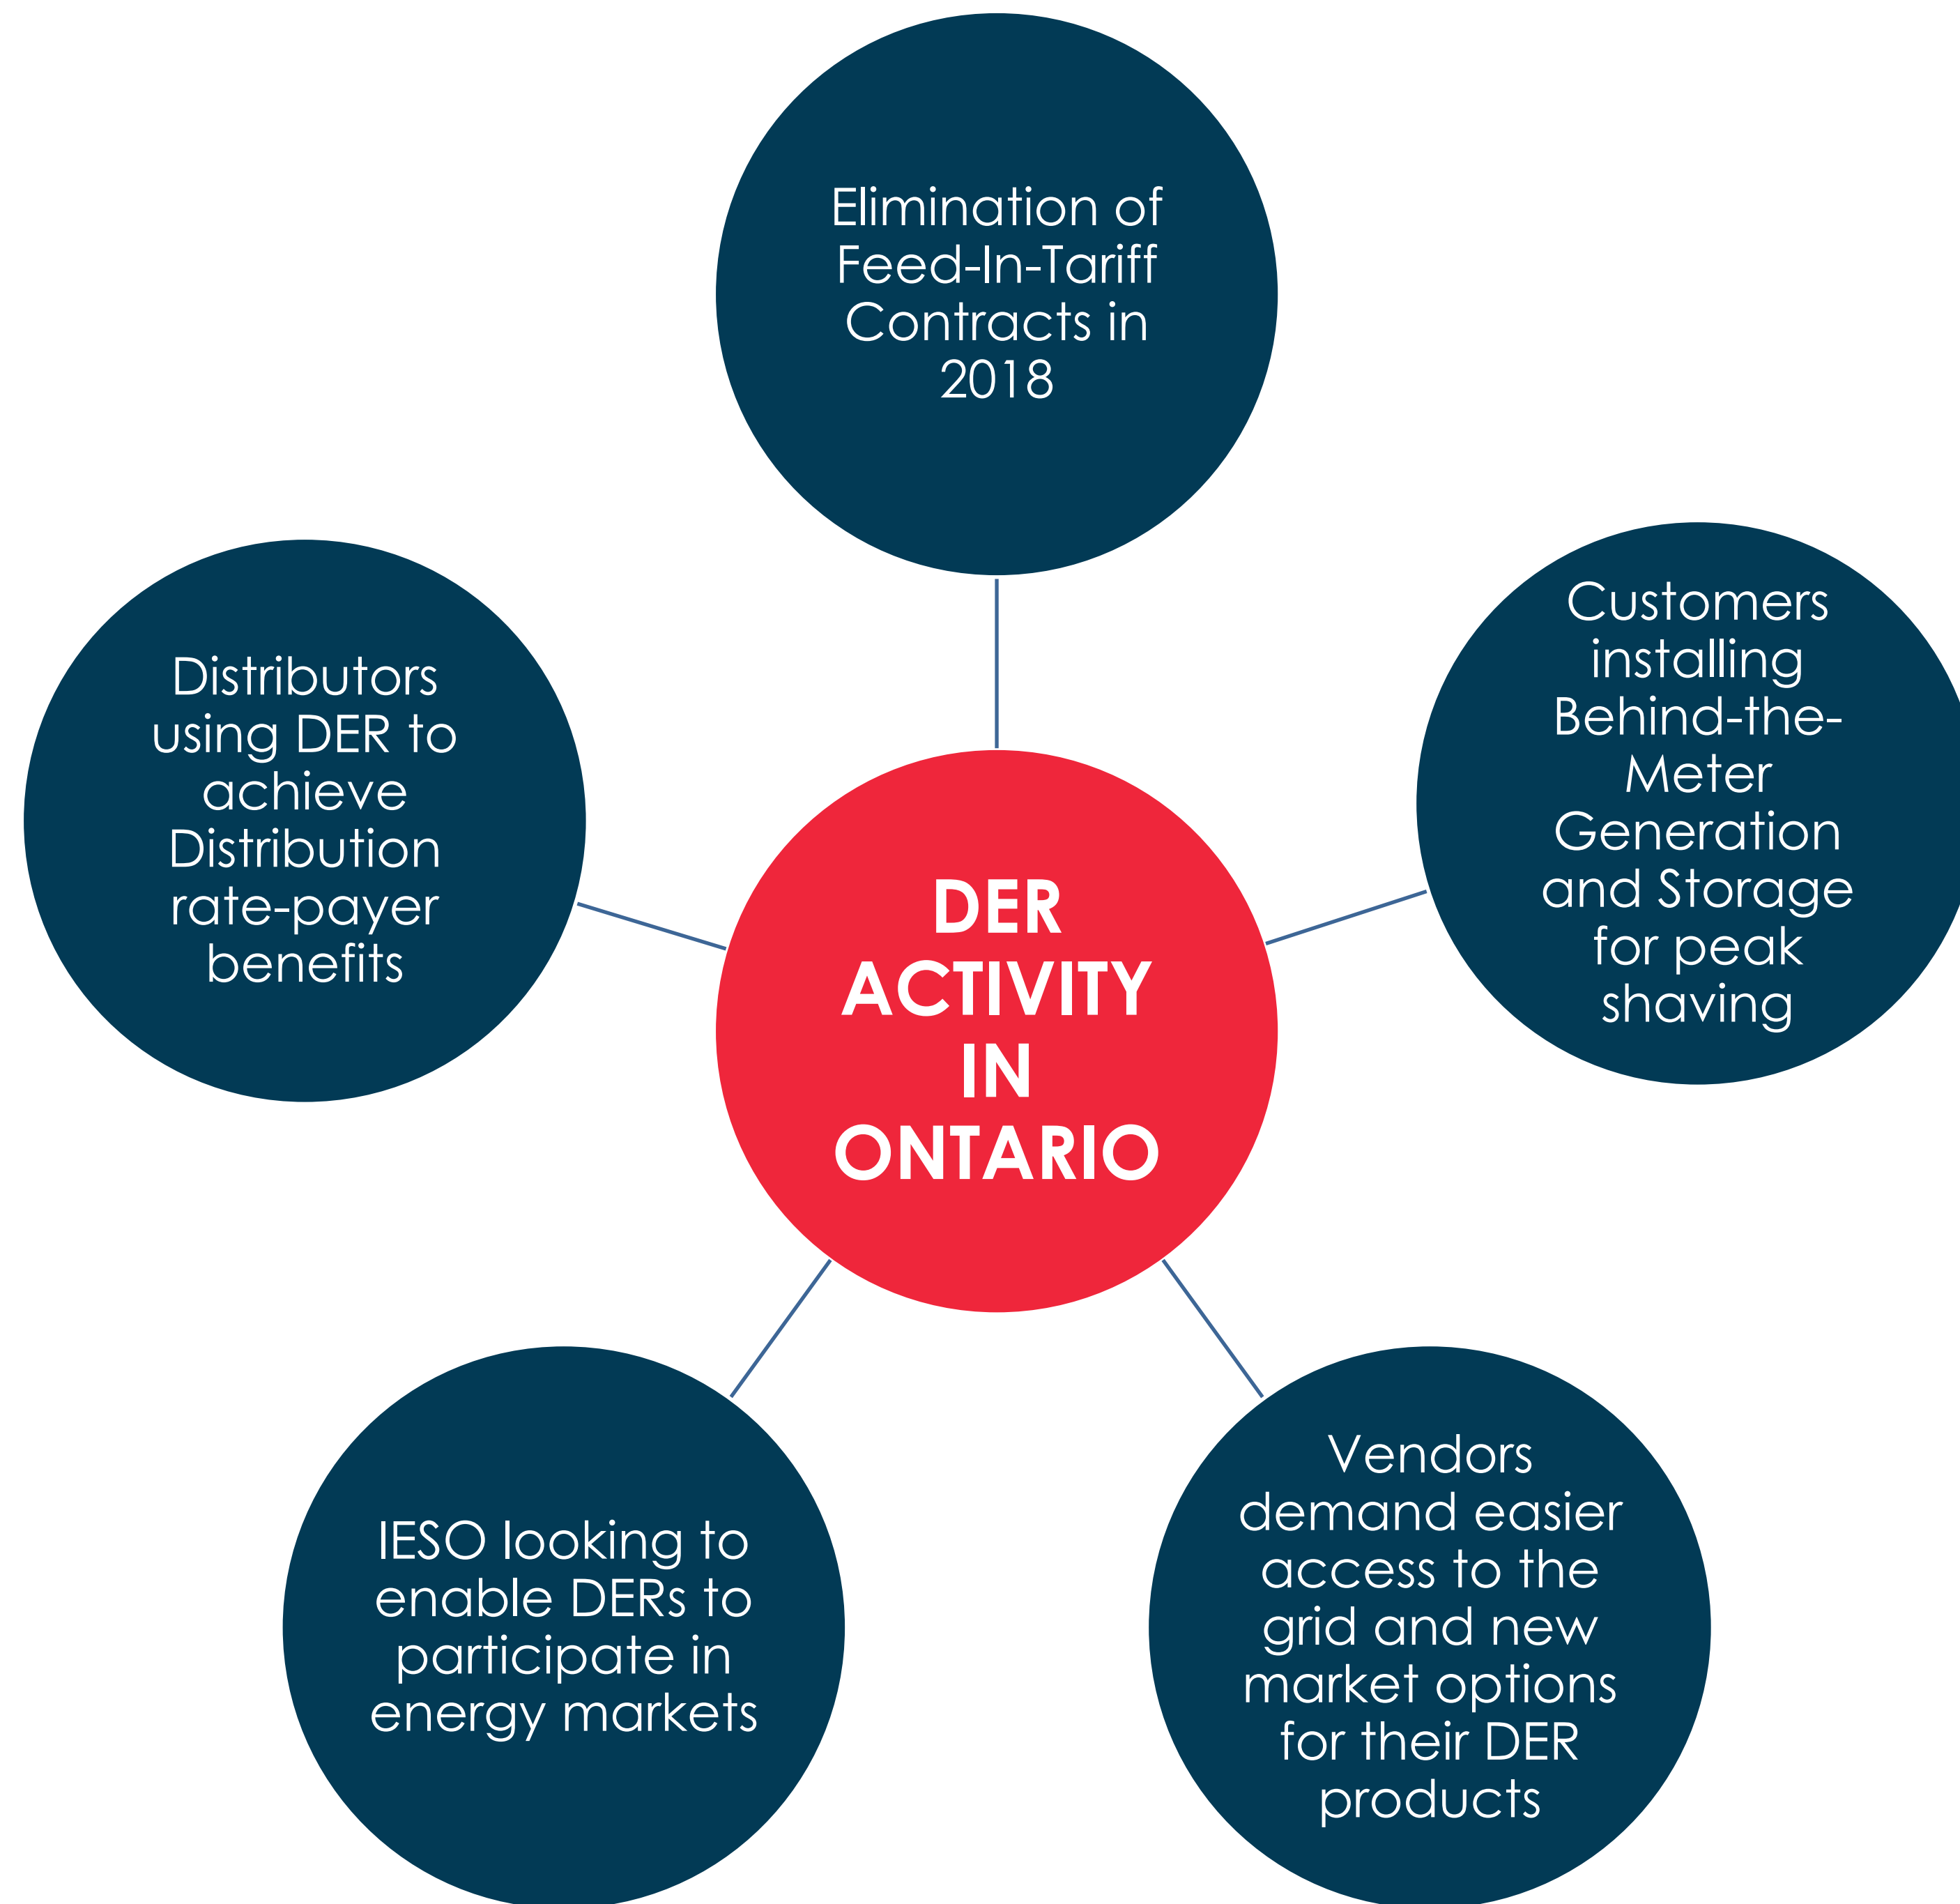 Elimination of
Feed-In-Tariff
Contracts in
2018
Customers
installing
Behind-the-
Meter
Generation
and Storage
for peak
shaving
Distributors
using DER to
achieve
Distribution
rate-payer
benefits
DER
ACTIVITY
IN
ONTARIO
IESO looking to
enable DERs to
participate in
energy markets
Vendors
demand easier
access to the
grid and new
market options
for their DER
products